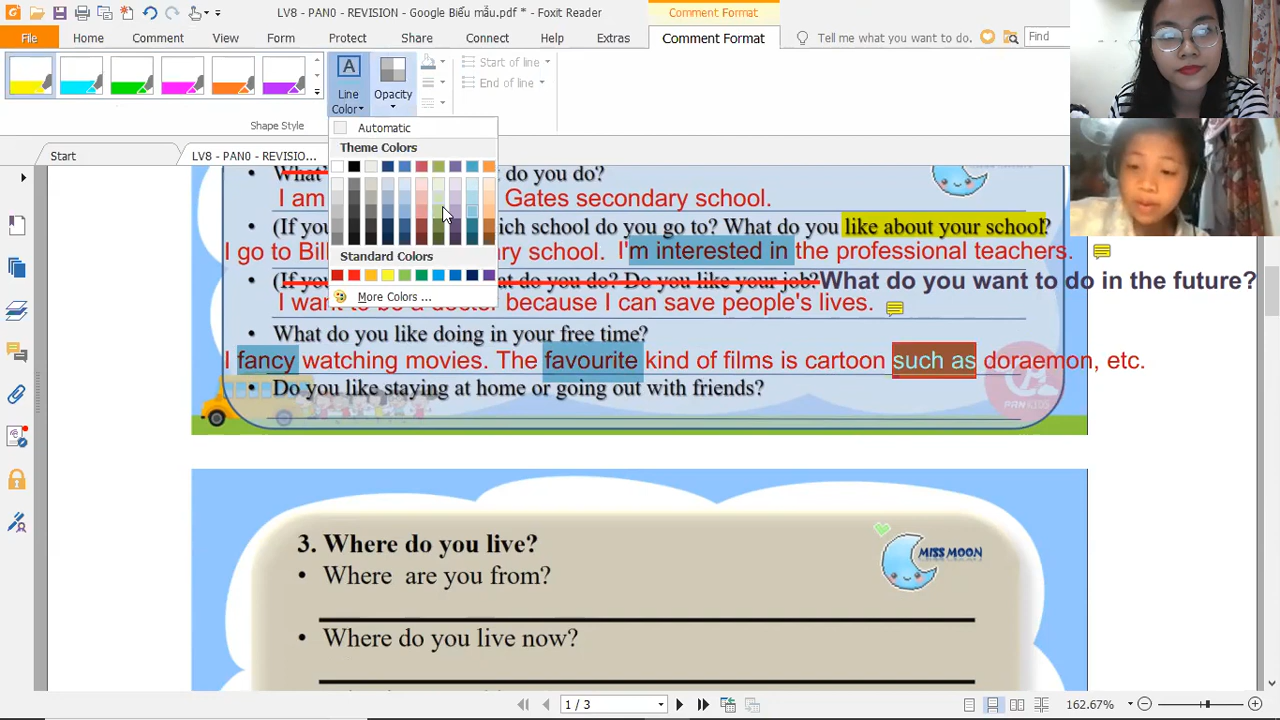 LV8 - PAN0 - REVISION - Google Biểu mẫu.pdf * - Foxit Reader
Comment Format
File Home Comment View Form Protect Share Connect Help Extras Comment Format Tell me what you want to do. Find
Line Color Opacity
Start of line
End of line
Shape Style
Automatic
Theme Colors
Standard Colors
More Colors ...
Start LV8 - PAN0 - REVISIO...
do you do?
I am Gates secondary school.
(If you ich school do you go to? What do you like about your school?
I go to Bill ry school. I'm interested in the professional teachers.
(If you at do you do? Do you like your job? What do you want to do in the future?
I want to be a doctor because I can save people's lives.
What do you like doing in your free time?
I fancy watching movies. The favourite kind of films is cartoon such as doraemon, etc.
Do you like staying at home or going out with friends?
PAN KIDS
3. Where do you live?
MISS MOON
• Where are you from?
• Where do you live now?
1 / 3
162.67%